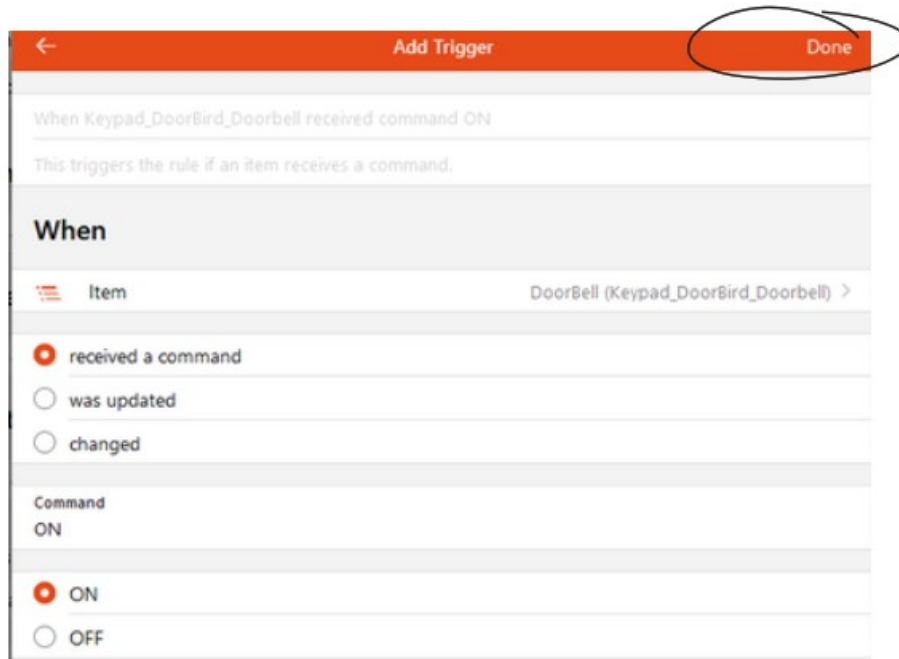 Add Trigger Done
When Keypad_DoorBird_Doorbell received command ON
This triggers the rule if an item receives a command.
When
Item DoorBell (Keypad_DoorBird_Doorbell)
received a command
was updated
changed
Command
ON
ON
OFF